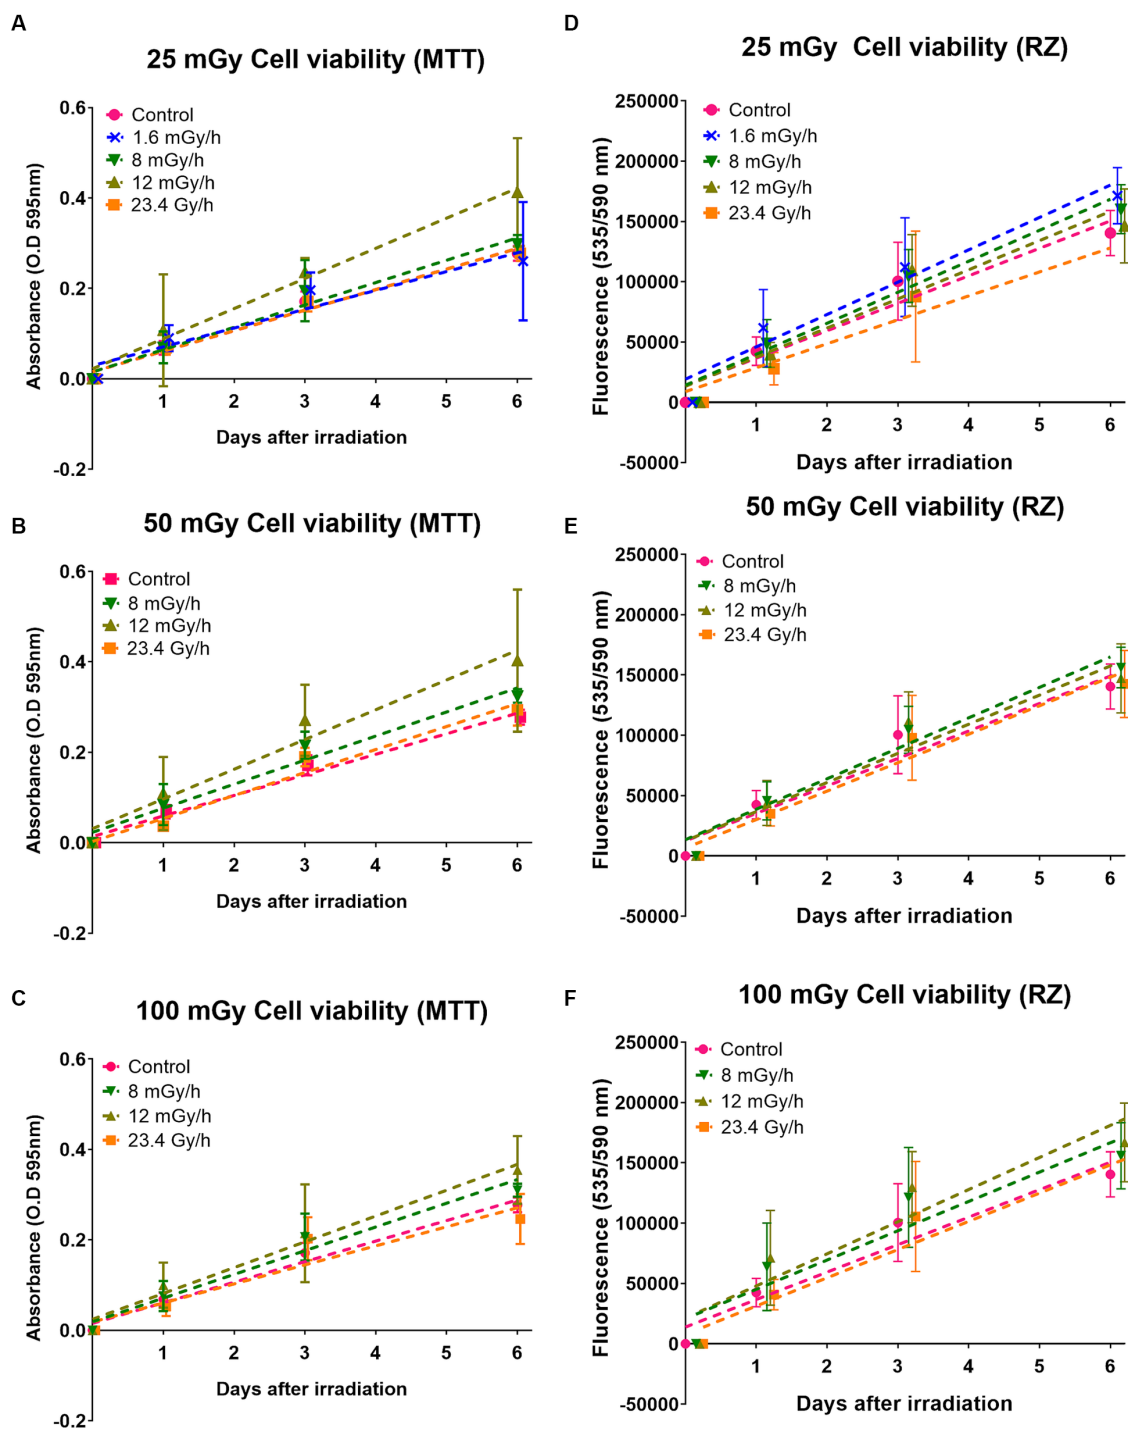 A
25 mGy Cell viability (MTT)
Absorbance (O.D 595nm)
0.6
0.4
0.2
0.0
-0.2
Control
1.6 mGy/h
8 mGy/h
12 mGy/h
23.4 Gy/h
1 2 3 4 5 6
Days after irradiation
D
25 mGy Cell viability (RZ)
Fluorescence (535/590 nm)
250000
200000
150000
100000
50000
0
-50000
Control
1.6 mGy/h
8 mGy/h
12 mGy/h
23.4 Gy/h
1 2 3 4 5 6
Days after irradiation
B
50 mGy Cell viability (MTT)
Absorbance (O.D 595nm)
0.6
0.4
0.2
0.0
-0.2
Control
8 mGy/h
12 mGy/h
23.4 Gy/h
1 2 3 4 5 6
Days after irradiation
E
50 mGy Cell viability (RZ)
Fluorescence (535/590 nm)
250000
200000
150000
100000
50000
0
-50000
Control
8 mGy/h
12 mGy/h
23.4 Gy/h
1 2 3 4 5 6
Days after irradiation
C
100 mGy Cell viability (MTT)
Absorbance (O.D 595nm)
0.6
0.4
0.2
0.0
-0.2
Control
8 mGy/h
12 mGy/h
23.4 Gy/h
1 2 3 4 5 6
Days after irradiation
F
100 mGy Cell viability (RZ)
Fluorescence (535/590 nm)
250000
200000
150000
100000
50000
0
-50000
Control
8 mGy/h
12 mGy/h
23.4 Gy/h
1 2 3 4 5 6
Days after irradiation